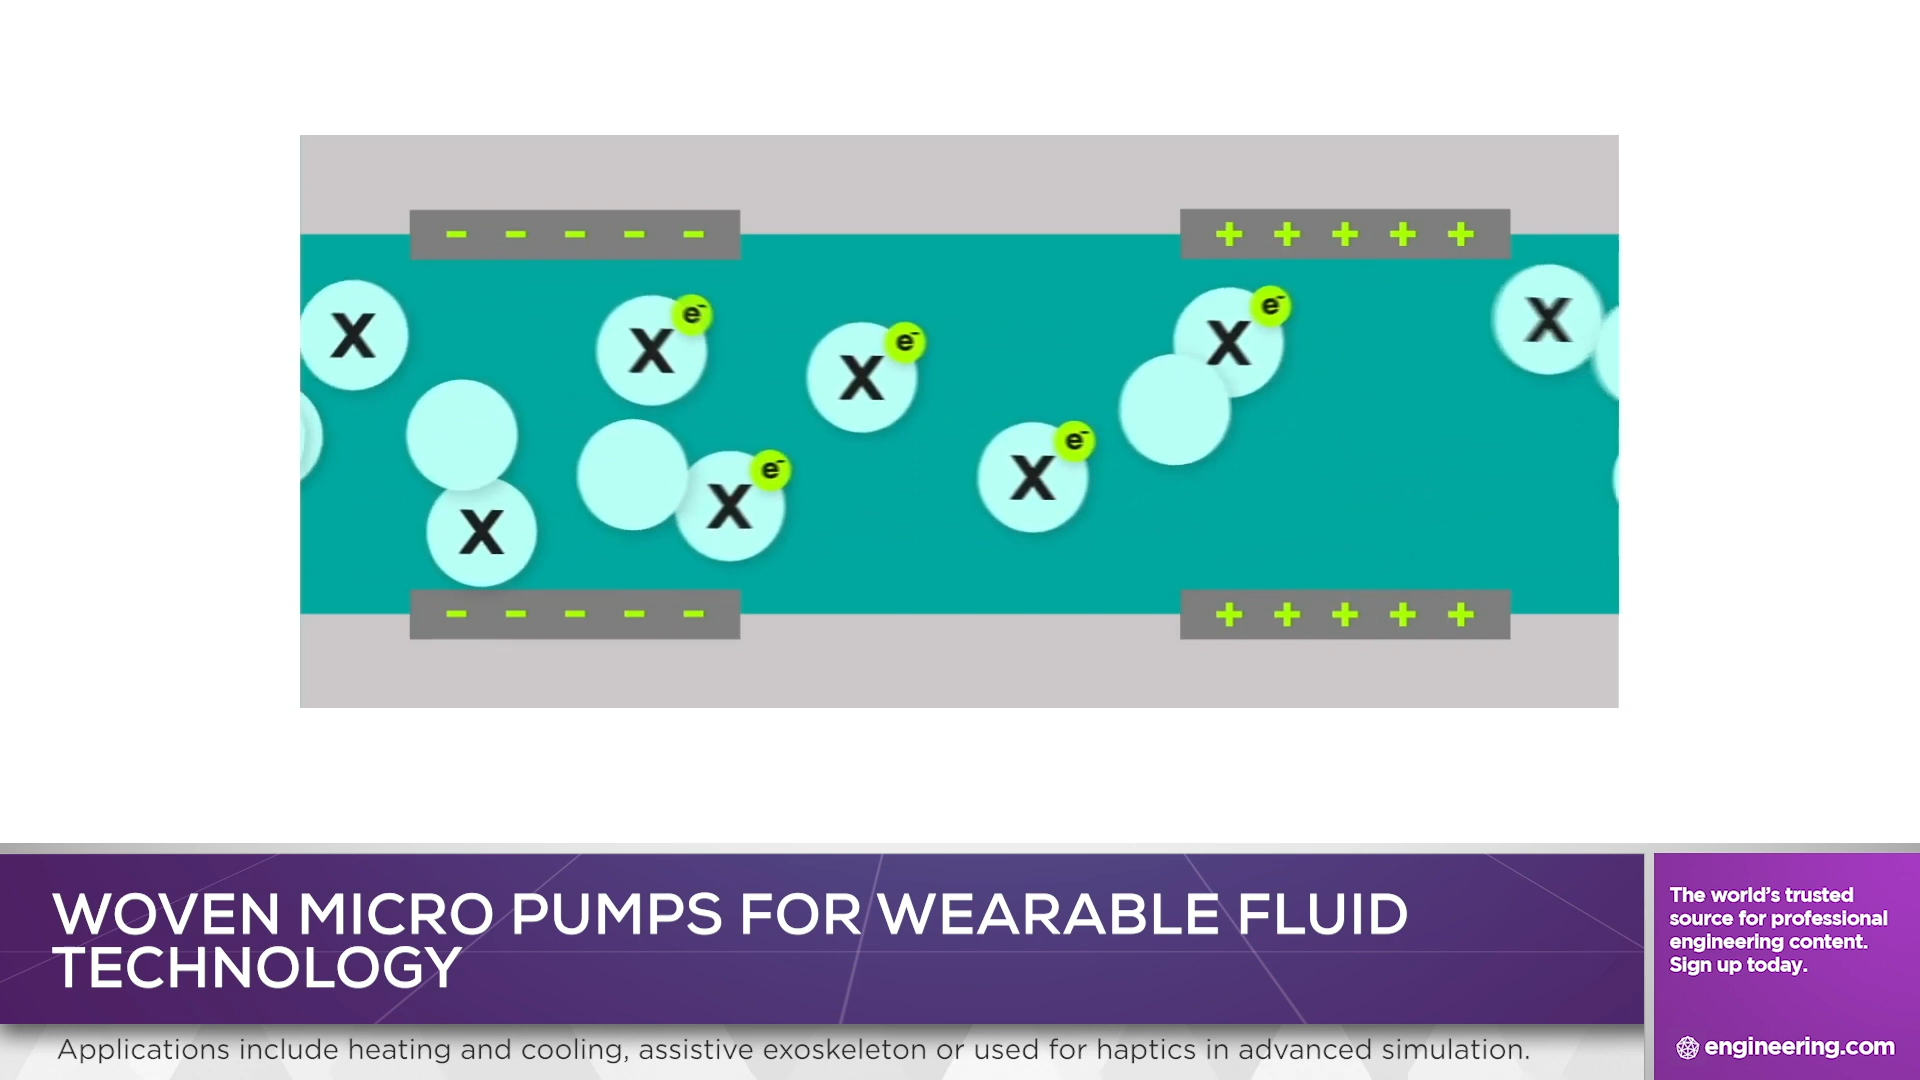 - - - - -
+ + + + +
X
X e-
X e-
X e-
X
X e-
X e-
X
- - - - -
+ + + + +
WOVEN MICRO PUMPS FOR WEARABLE FLUID
TECHNOLOGY
Applications include heating and cooling, assistive exoskeleton or used for haptics in advanced simulation.
The world's trusted
source for professional
engineering content.
Sign up today.
engineering.com